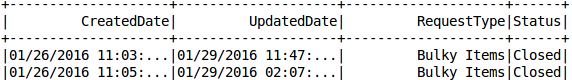 +--------------------+--------------------+--------------------+------+
|         CreatedDate|         UpdatedDate|         RequestType|Status|
+--------------------+--------------------+--------------------+------+
|01/26/2016 11:03:...|01/29/2016 11:47:...|         Bulky Items|Closed|
|01/26/2016 11:05:...|01/29/2016 02:07:...|         Bulky Items|Closed|